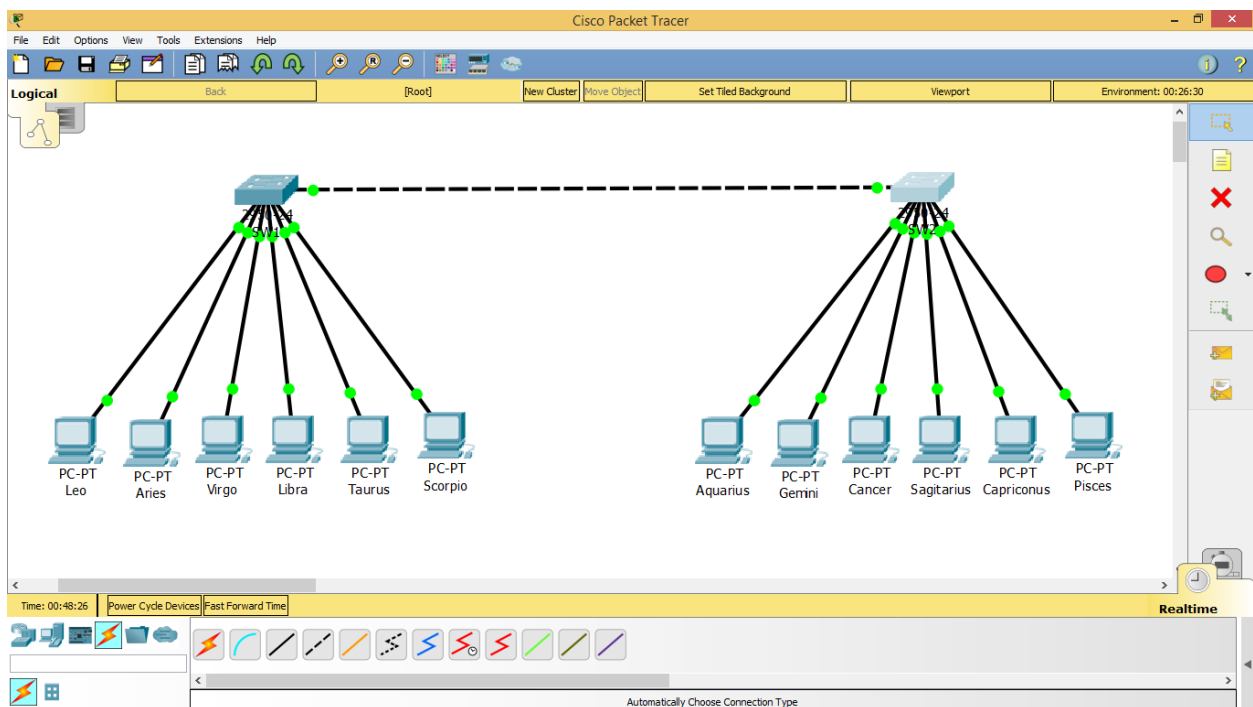 Cisco Packet Tracer
File Edit Options View Tools Extensions Help
Logical Back [Root] New Cluster Move Object Set Tiled Background Viewport Environment: 00:26:30
SW1
SW2
PC-PT
Leo
PC-PT
Aries
PC-PT
Virgo
PC-PT
Libra
PC-PT
Taurus
PC-PT
Scorpio
PC-PT
Aquarius
PC-PT
Gemini
PC-PT
Cancer
PC-PT
Sagitarius
PC-PT
Capriconus
PC-PT
Pisces
Time: 00:48:26 Power Cycle Devices Fast Forward Time Realtime
Automatically Choose Connection Type